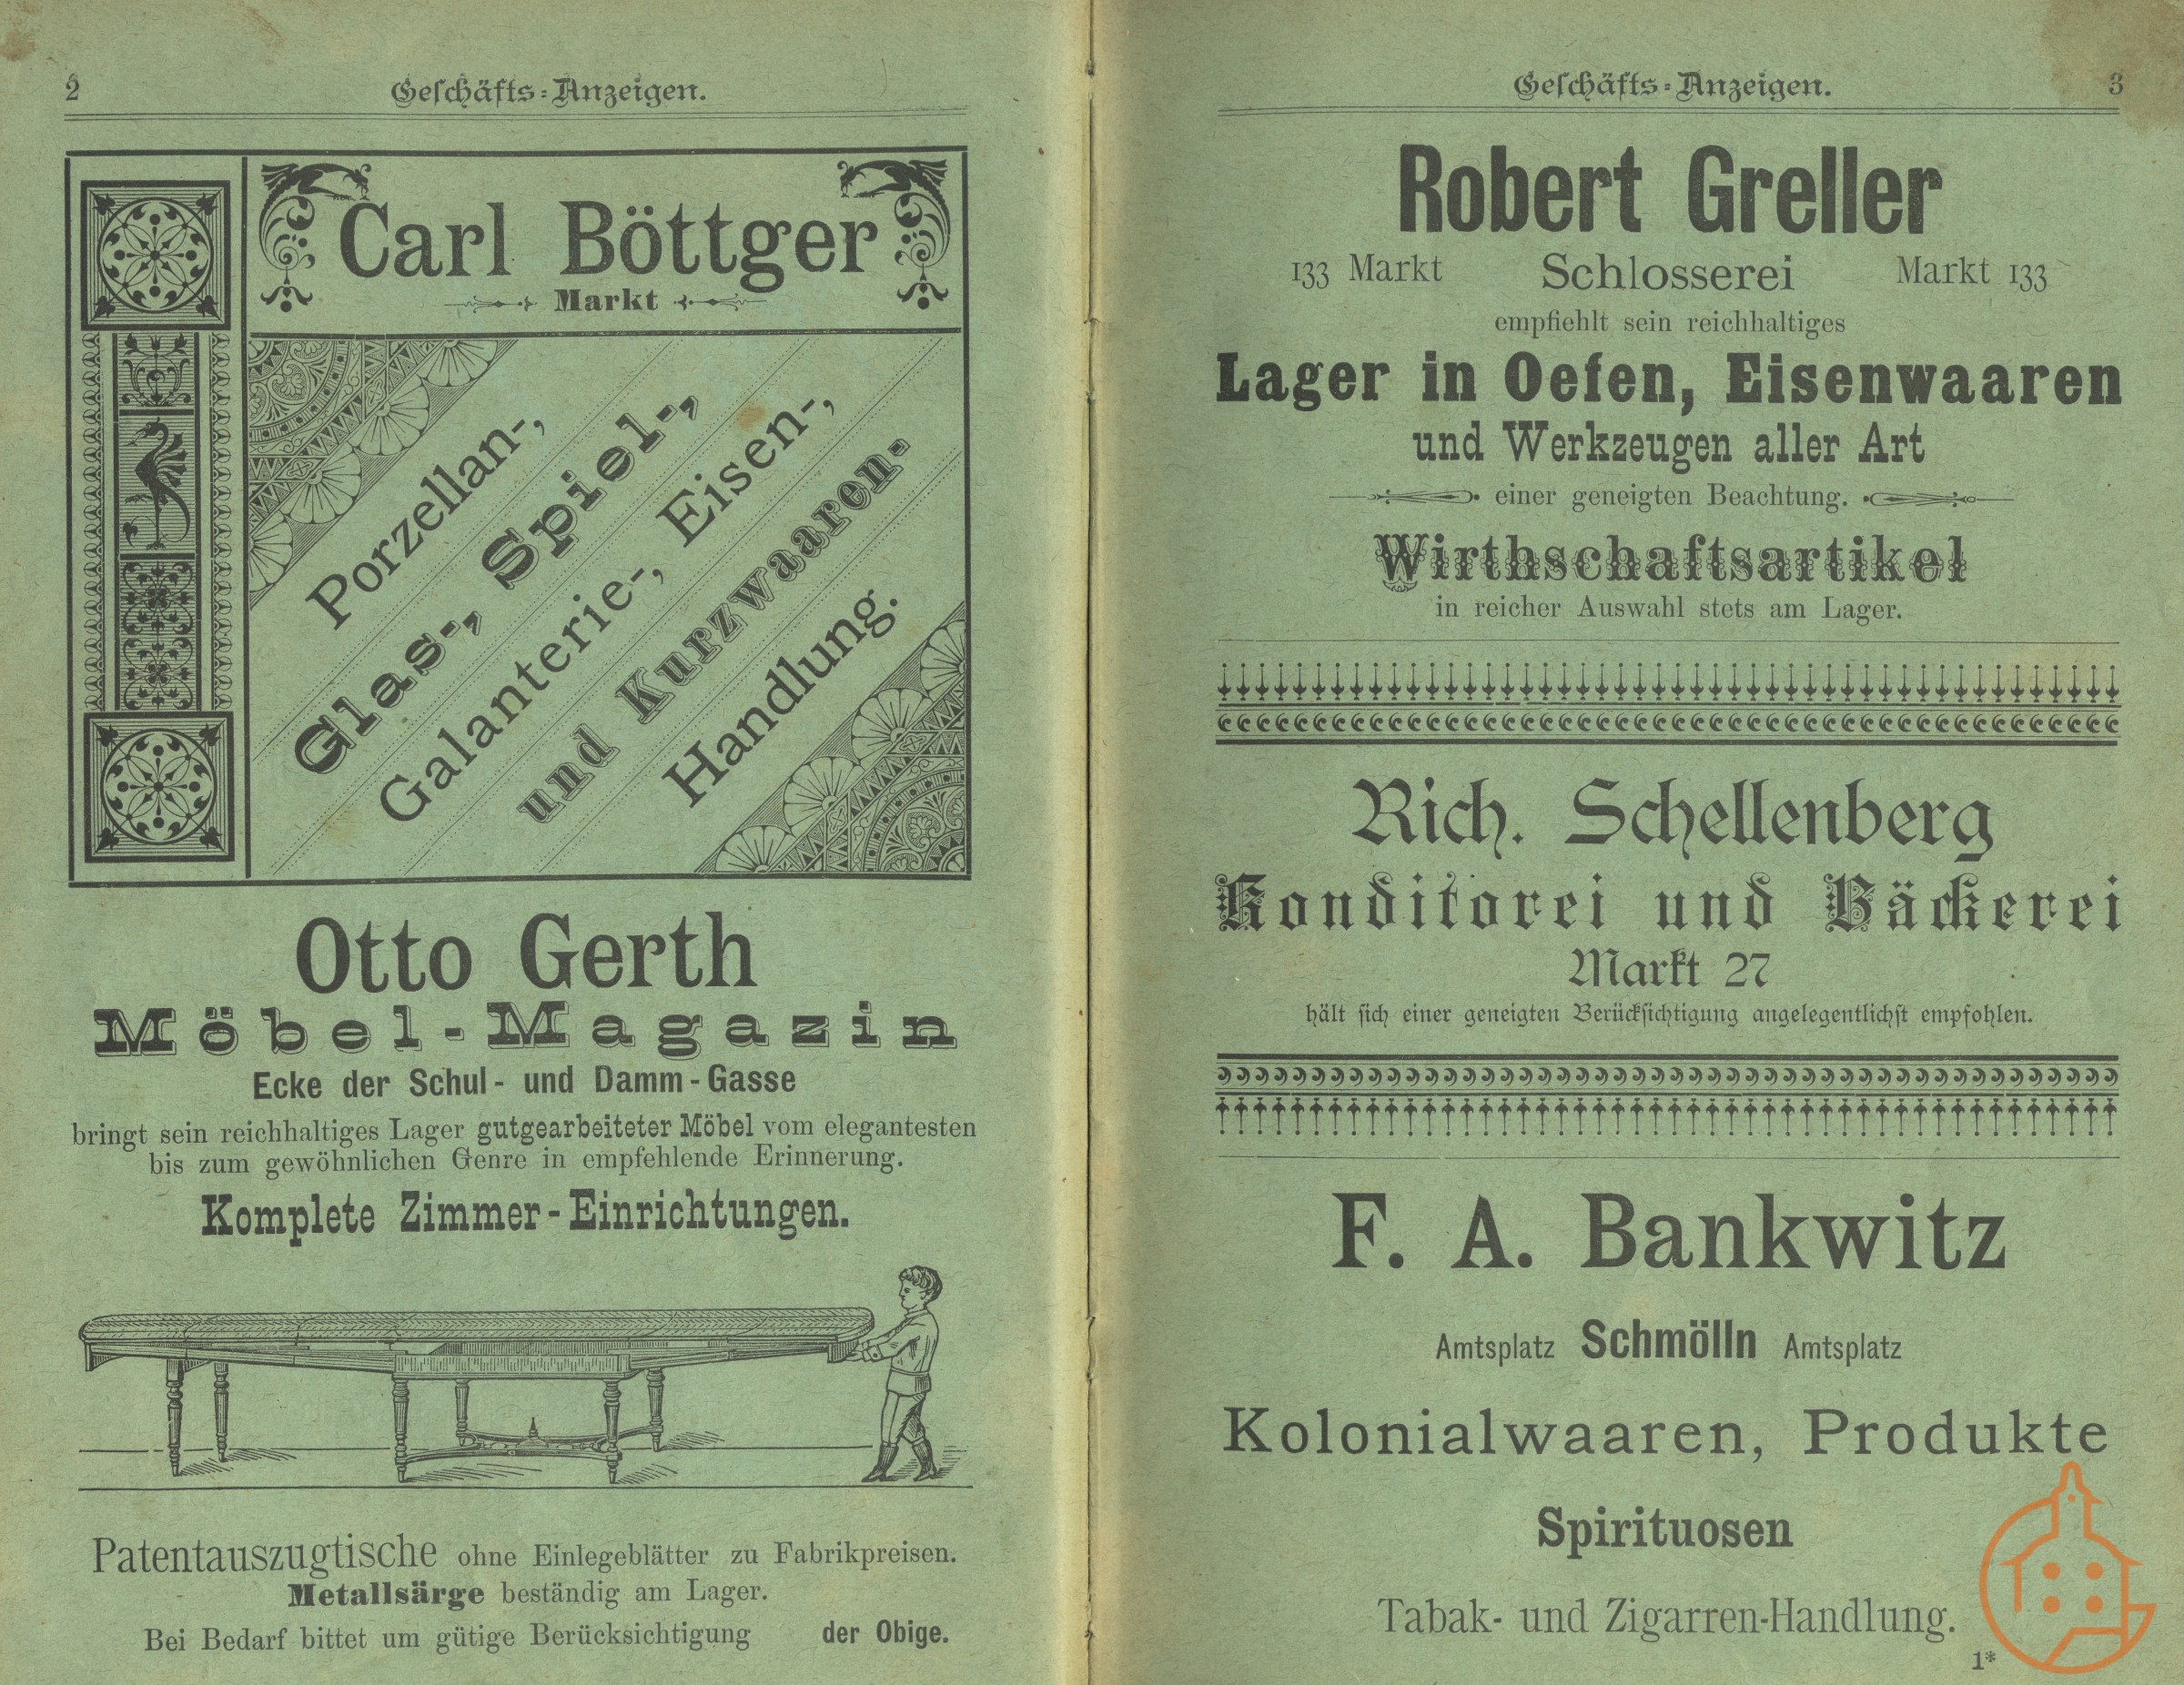 2
Geſchäfts-Anzeigen.
Carl Böttger
Markt
Porzellan-,
Glas-, Spiel-,
Galanterie-, Eisen-,
und Kurzwaaren-
Handlung.
Otto Gerth
Möbel-Magazin
Ecke der Schul- und Damm-Gasse
bringt sein reichhaltiges Lager gutgearbeiteter Möbel vom elegantesten
bis zum gewöhnlichen Genre in empfehlende Erinnerung.
Komplete Zimmer-Einrichtungen.
Patentauszugtische ohne Einlegeblätter zu Fabrikpreisen.
Metallsärge beständig am Lager.
Bei Bedarf bittet um gütige Berücksichtigung der Obige.
Geſchäfts-Anzeigen.
3
Robert Greller
133 Markt Schlosserei Markt 133
empfiehlt sein reichhaltiges
Lager in Oefen, Eisenwaaren
und Werkzeugen aller Art
einer geneigten Beachtung.
Wirthschaftsartikel
in reicher Auswahl stets am Lager.
Rich. Schellenberg
Konditorei und Bäckerei
Markt 27
hält ſich einer geneigten Berückſichtigung angelegentlichſt empfohlen.
F. A. Bankwitz
Amtsplatz Schmölln Amtsplatz
Kolonialwaaren, Produkte
Spirituosen
Tabak- und Zigarren-Handlung.
1*